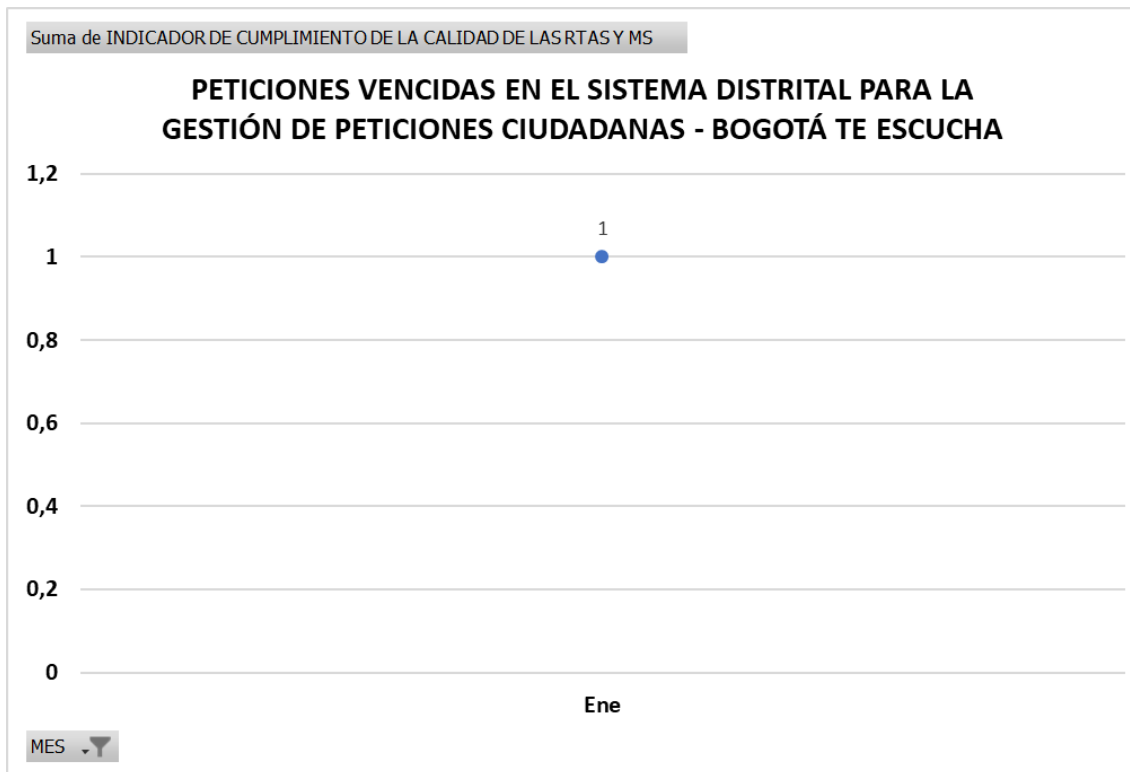 Suma de INDICADOR DE CUMPLIMIENTO DE LA CALIDAD DE LAS RTAS Y MS
PETICIONES VENCIDAS EN EL SISTEMA DISTRITAL PARA LA
GESTIÓN DE PETICIONES CIUDADANAS - BOGOTÁ TE ESCUCHA
1,2
1
1
0,8
0,6
0,4
0,2
0
Ene
MES